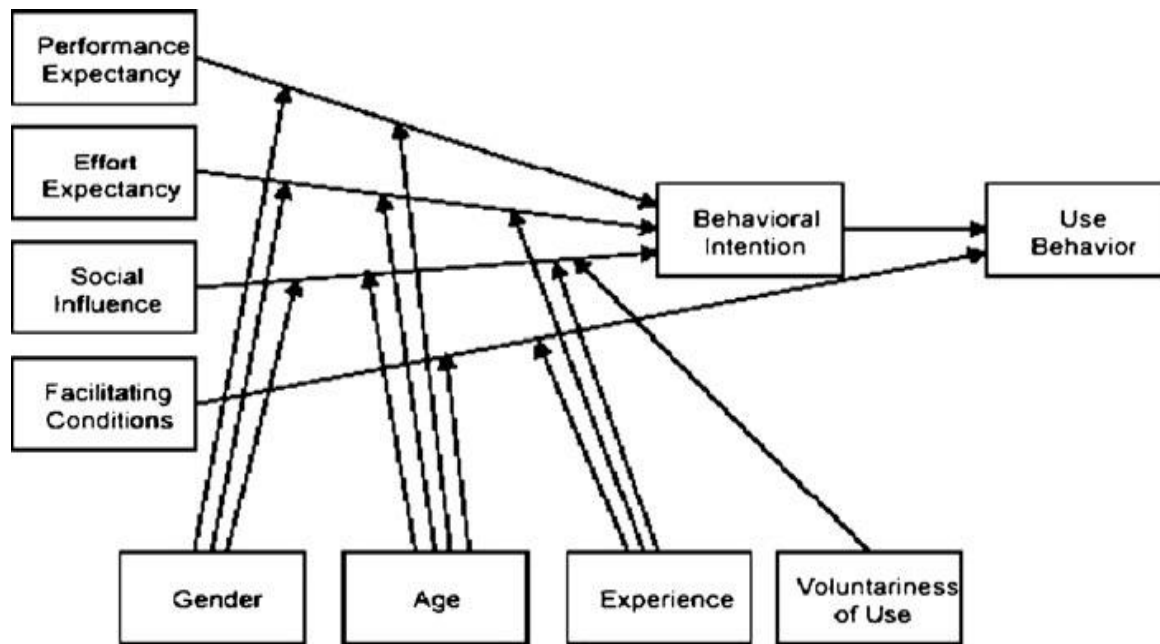 Performance
Expectancy
Effort
Expectancy
Social
Influence
Facilitating
Conditions
Behavioral
Intention
Use
Behavior
Gender
Age
Experience
Voluntariness
of Use